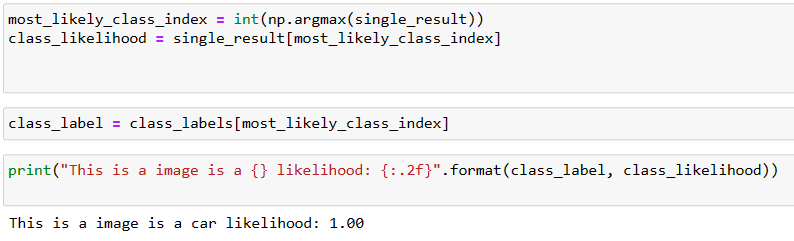 most_likely_class_index = int(np.argmax(single_result))
class_likelihood = single_result[most_likely_class_index]
class_label = class_labels[most_likely_class_index]
print("This is a image is a {} likelihood: {:.2f}".format(class_label, class_likelihood))
This is a image is a car likelihood: 1.00